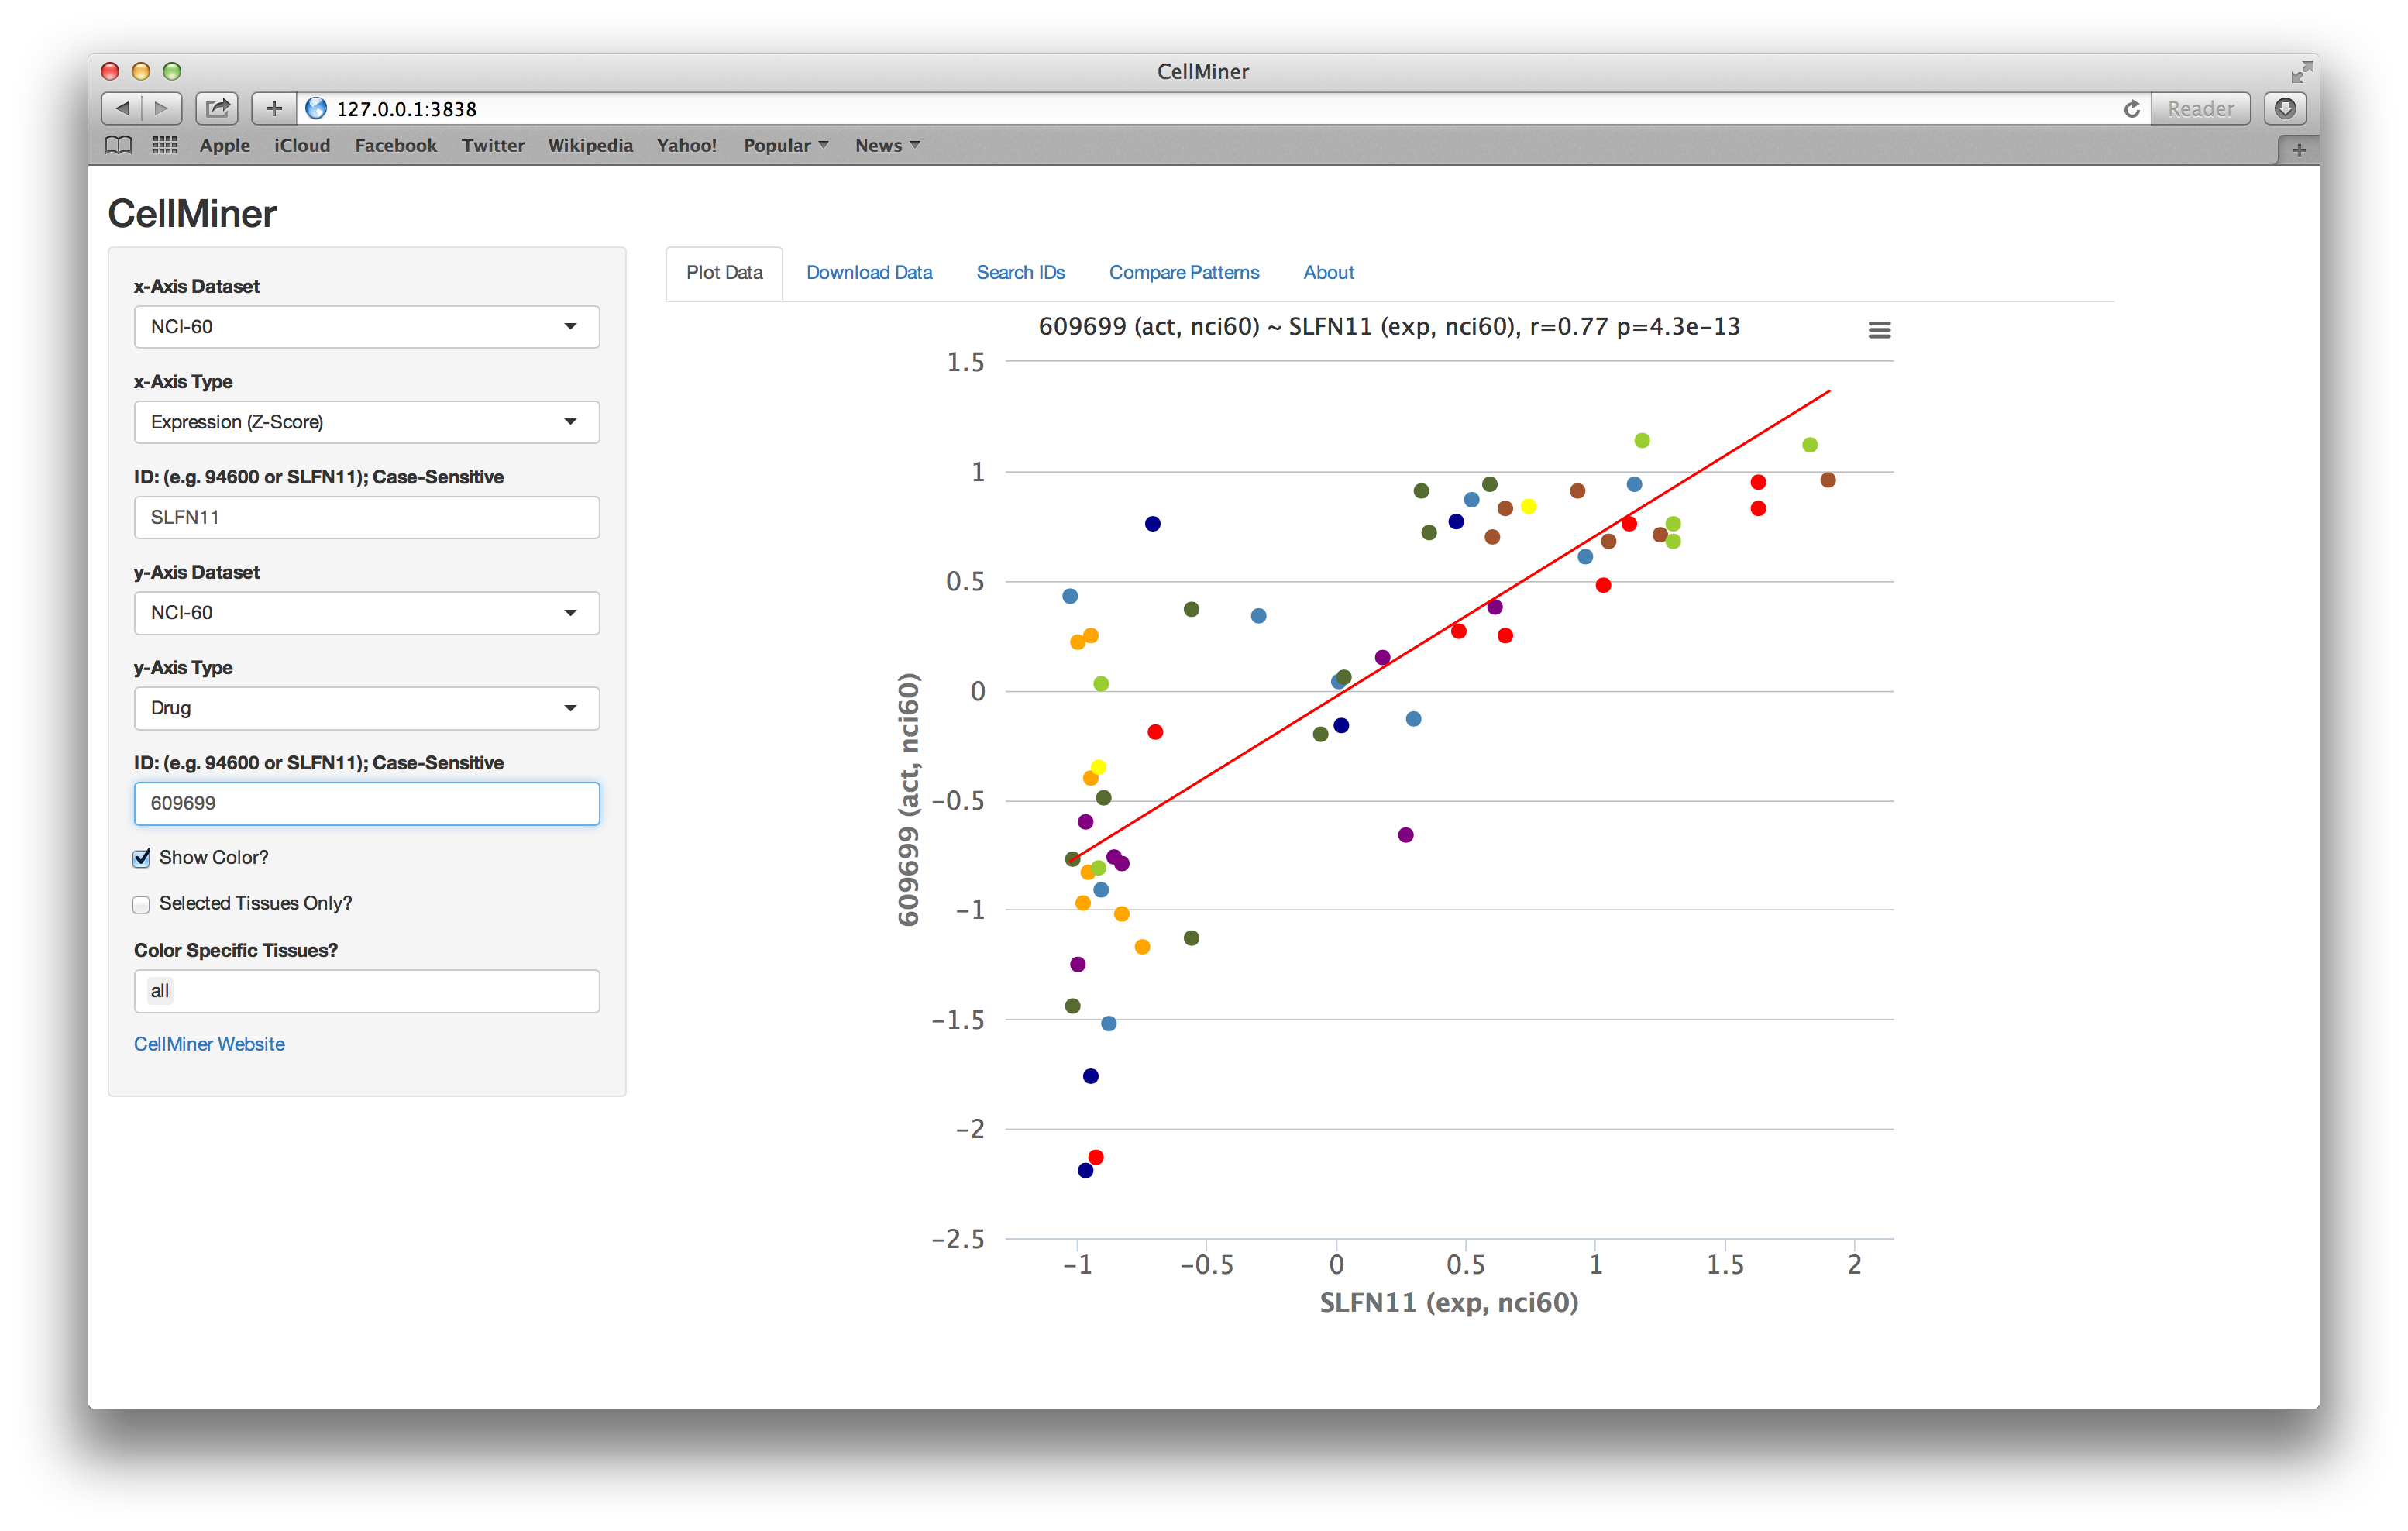 CellMiner
127.0.0.1:3838
Reader
Apple iCloud Facebook Twitter Wikipedia Yahoo! Popular News
CellMiner
x-Axis Dataset
NCI-60
x-Axis Type
Expression (Z-Score)
ID: (e.g. 94600 or SLFN11); Case-Sensitive
SLFN11
y-Axis Dataset
NCI-60
y-Axis Type
Drug
ID: (e.g. 94600 or SLFN11); Case-Sensitive
609699
Show Color?
Selected Tissues Only?
Color Specific Tissues?
all
CellMiner Website
Plot Data Download Data Search IDs Compare Patterns About
609699 (act, nci60) ~ SLFN11 (exp, nci60), r=0.77 p=4.3e-13
609699 (act, nci60)
1.5
1
0.5
0
-0.5
-1
-1.5
-2
-2.5
-1 -0.5 0 0.5 1 1.5 2
SLFN11 (exp, nci60)